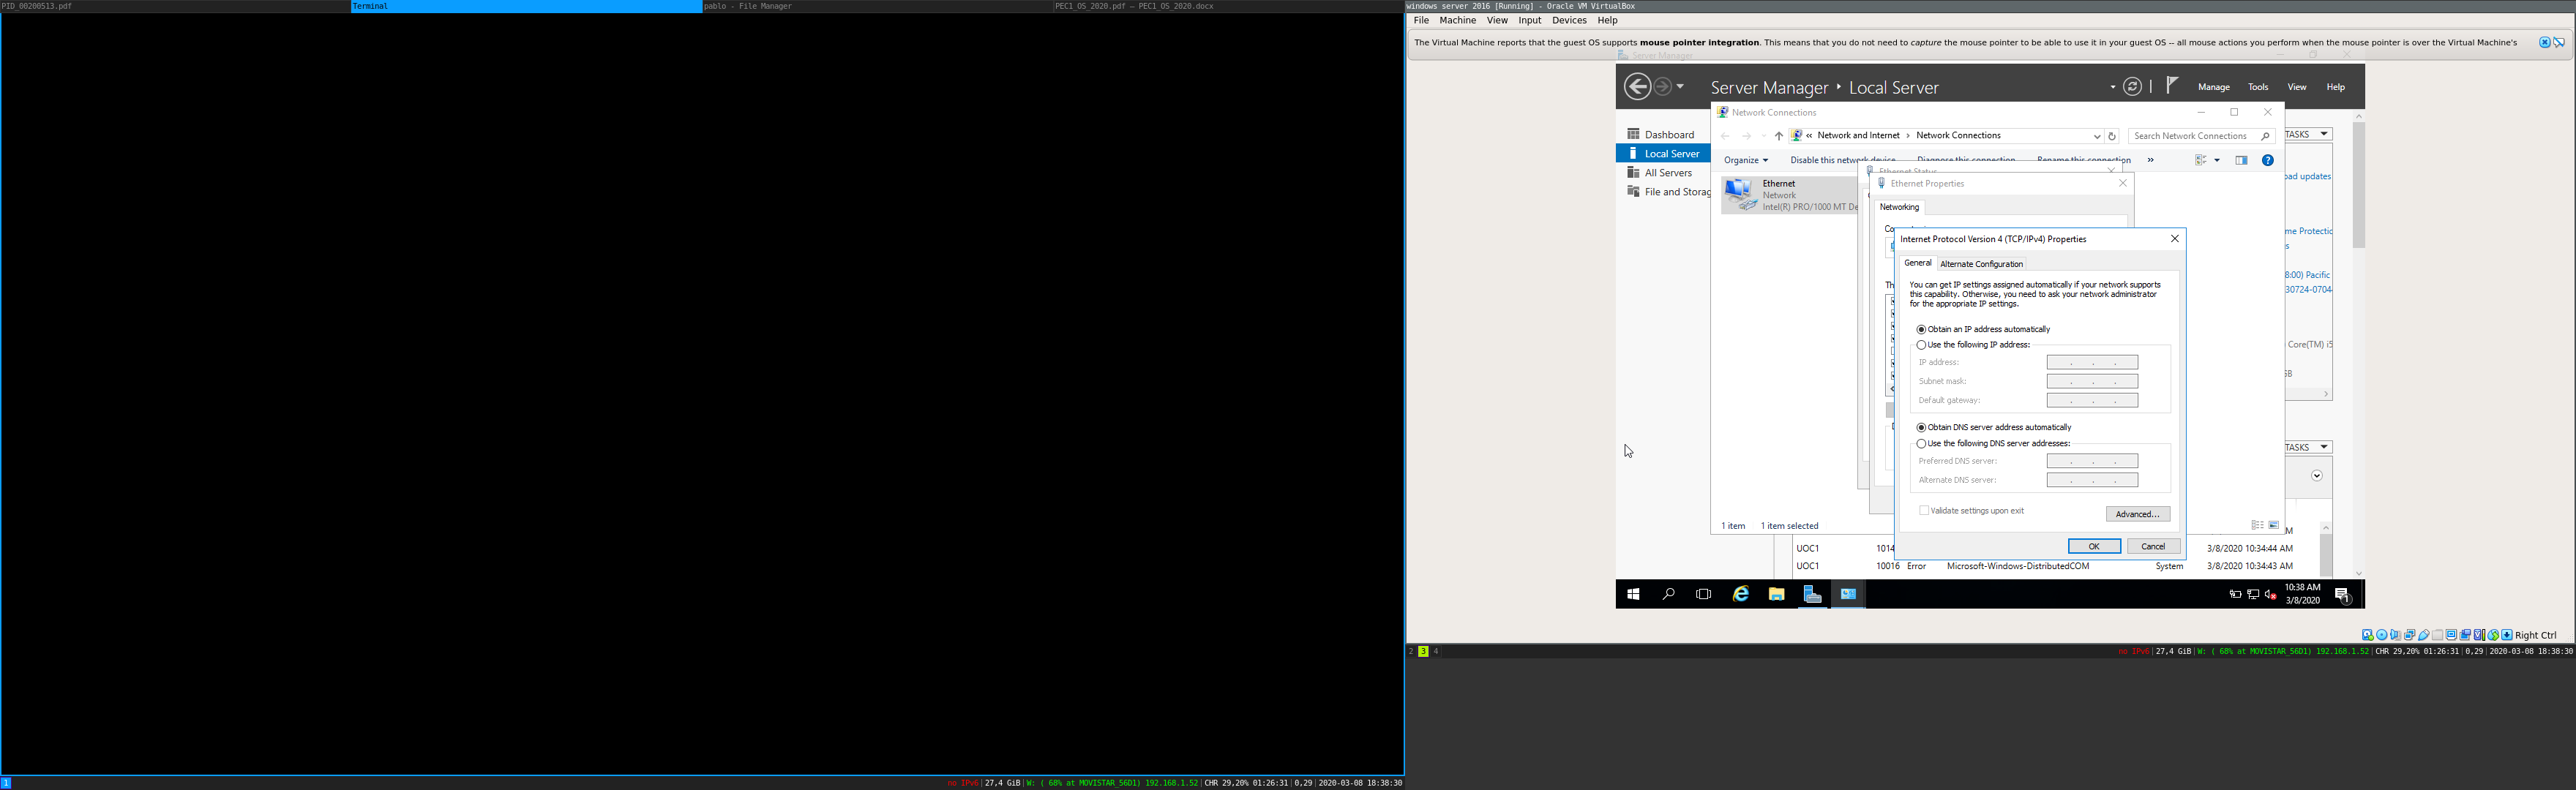 PID_00200513.pdf
Terminal
pablo - File Manager
PEC1_OS_2020.pdf — PEC1_OS_2020.docx
windows server 2016 [Running] - Oracle VM VirtualBox
File Machine View Input Devices Help
The Virtual Machine reports that the guest OS supports mouse pointer integration. This means that you do not need to capture the mouse pointer to be able to use it in your guest OS -- all mouse actions you perform when the mouse pointer is over the Virtual Machine's
Server Manager
Server Manager ‣ Local Server
Manage Tools View Help
Dashboard
Local Server
All Servers
File and Storag
Network Connections
« Network and Internet > Network Connections
Search Network Connections
Organize Disable this network device Diagnose this connection Rename this connection »
Ethernet
Network
Intel(R) PRO/1000 MT De
Ethernet Status
Ethernet Properties
Networking
Internet Protocol Version 4 (TCP/IPv4) Properties
General Alternate Configuration
You can get IP settings assigned automatically if your network supports
this capability. Otherwise, you need to ask your network administrator
for the appropriate IP settings.
Obtain an IP address automatically
Use the following IP address:
IP address:
Subnet mask:
Default gateway:
Obtain DNS server address automatically
Use the following DNS server addresses:
Preferred DNS server:
Alternate DNS server:
Validate settings upon exit
Advanced...
OK Cancel
TASKS
oad updates
me Protectio
8:00) Pacific
30724-0704
Core(TM) i5
GB
TASKS
1 item 1 item selected
UOC1 1014 3/8/2020 10:34:44 AM
UOC1 10016 Error Microsoft-Windows-DistributedCOM System 3/8/2020 10:34:43 AM
10:38 AM
3/8/2020
1
Right Ctrl
2 3 4
no IPv6|27,4 GiB|W: ( 68% at MOVISTAR_56D1) 192.168.1.52|CHR 29,20% 01:26:31|0,29|2020-03-08 18:38:30
1
no IPv6|27,4 GiB|W: ( 68% at MOVISTAR_56D1) 192.168.1.52|CHR 29,20% 01:26:31|0,29|2020-03-08 18:38:30